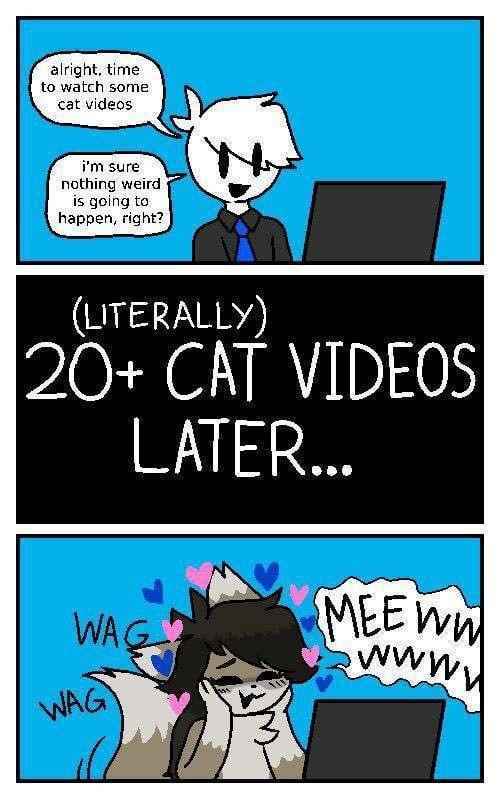 alright, time
to watch some
cat videos
i'm sure
nothing weird
is going to
happen, right?
(LITERALLY)
20+ CAT VIDEOS
LATER...
WAG
WAG
MEEWW
WWWW